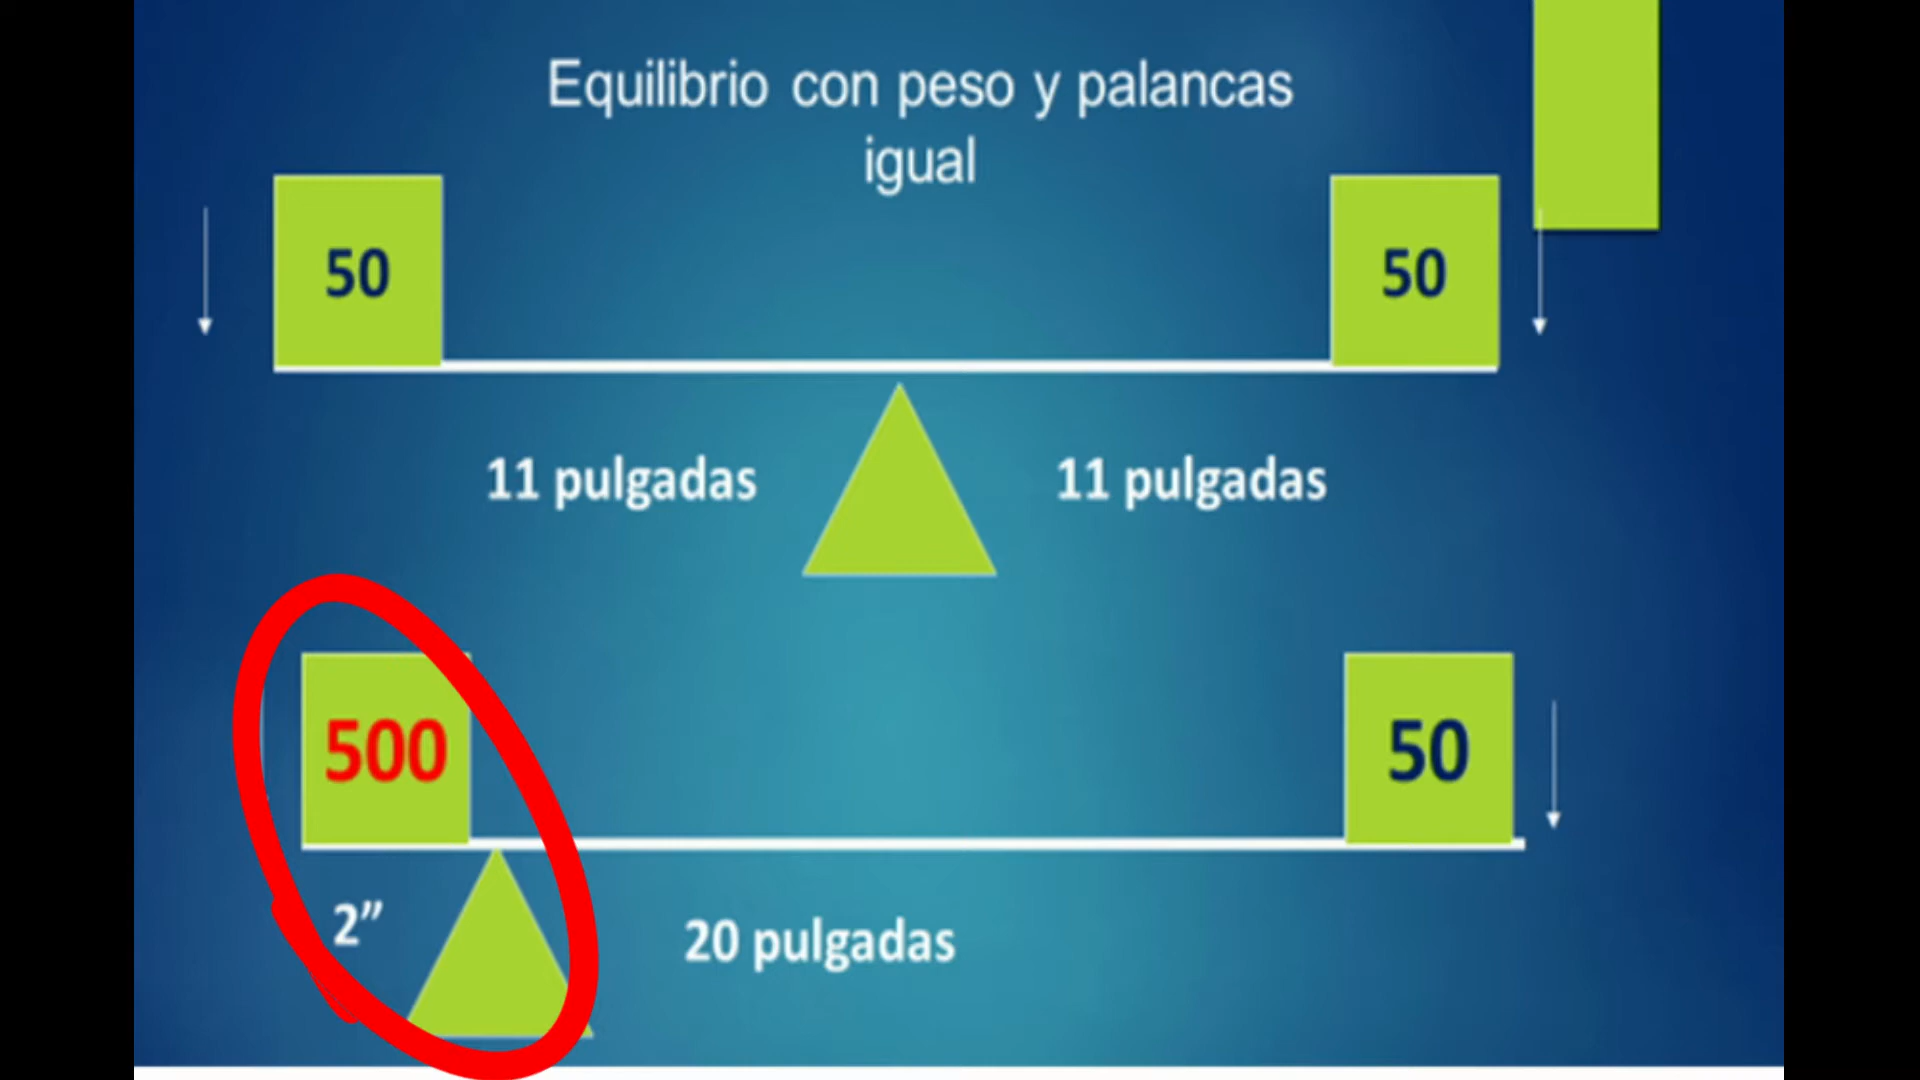 Equilibrio con peso y palancas
igual
50
50
11 pulgadas
11 pulgadas
500
50
2”
20 pulgadas